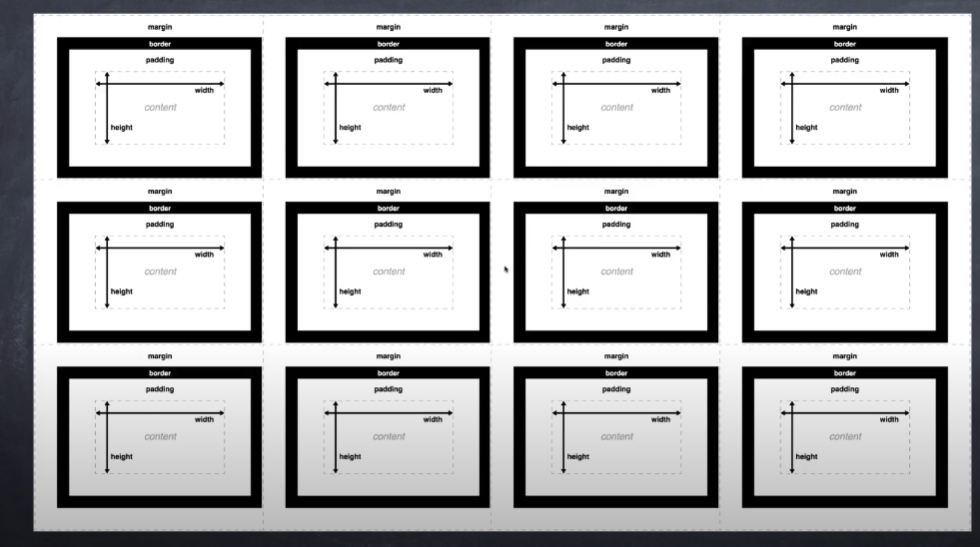 margin margin margin margin
border border border border
padding padding padding padding
width width width width
content content content content
height height height height
margin margin margin margin
border border border border
padding padding padding padding
width width width width
content content content content
height height height height
margin margin margin margin
border border border border
padding padding padding padding
width width width width
content content content content
height height height height